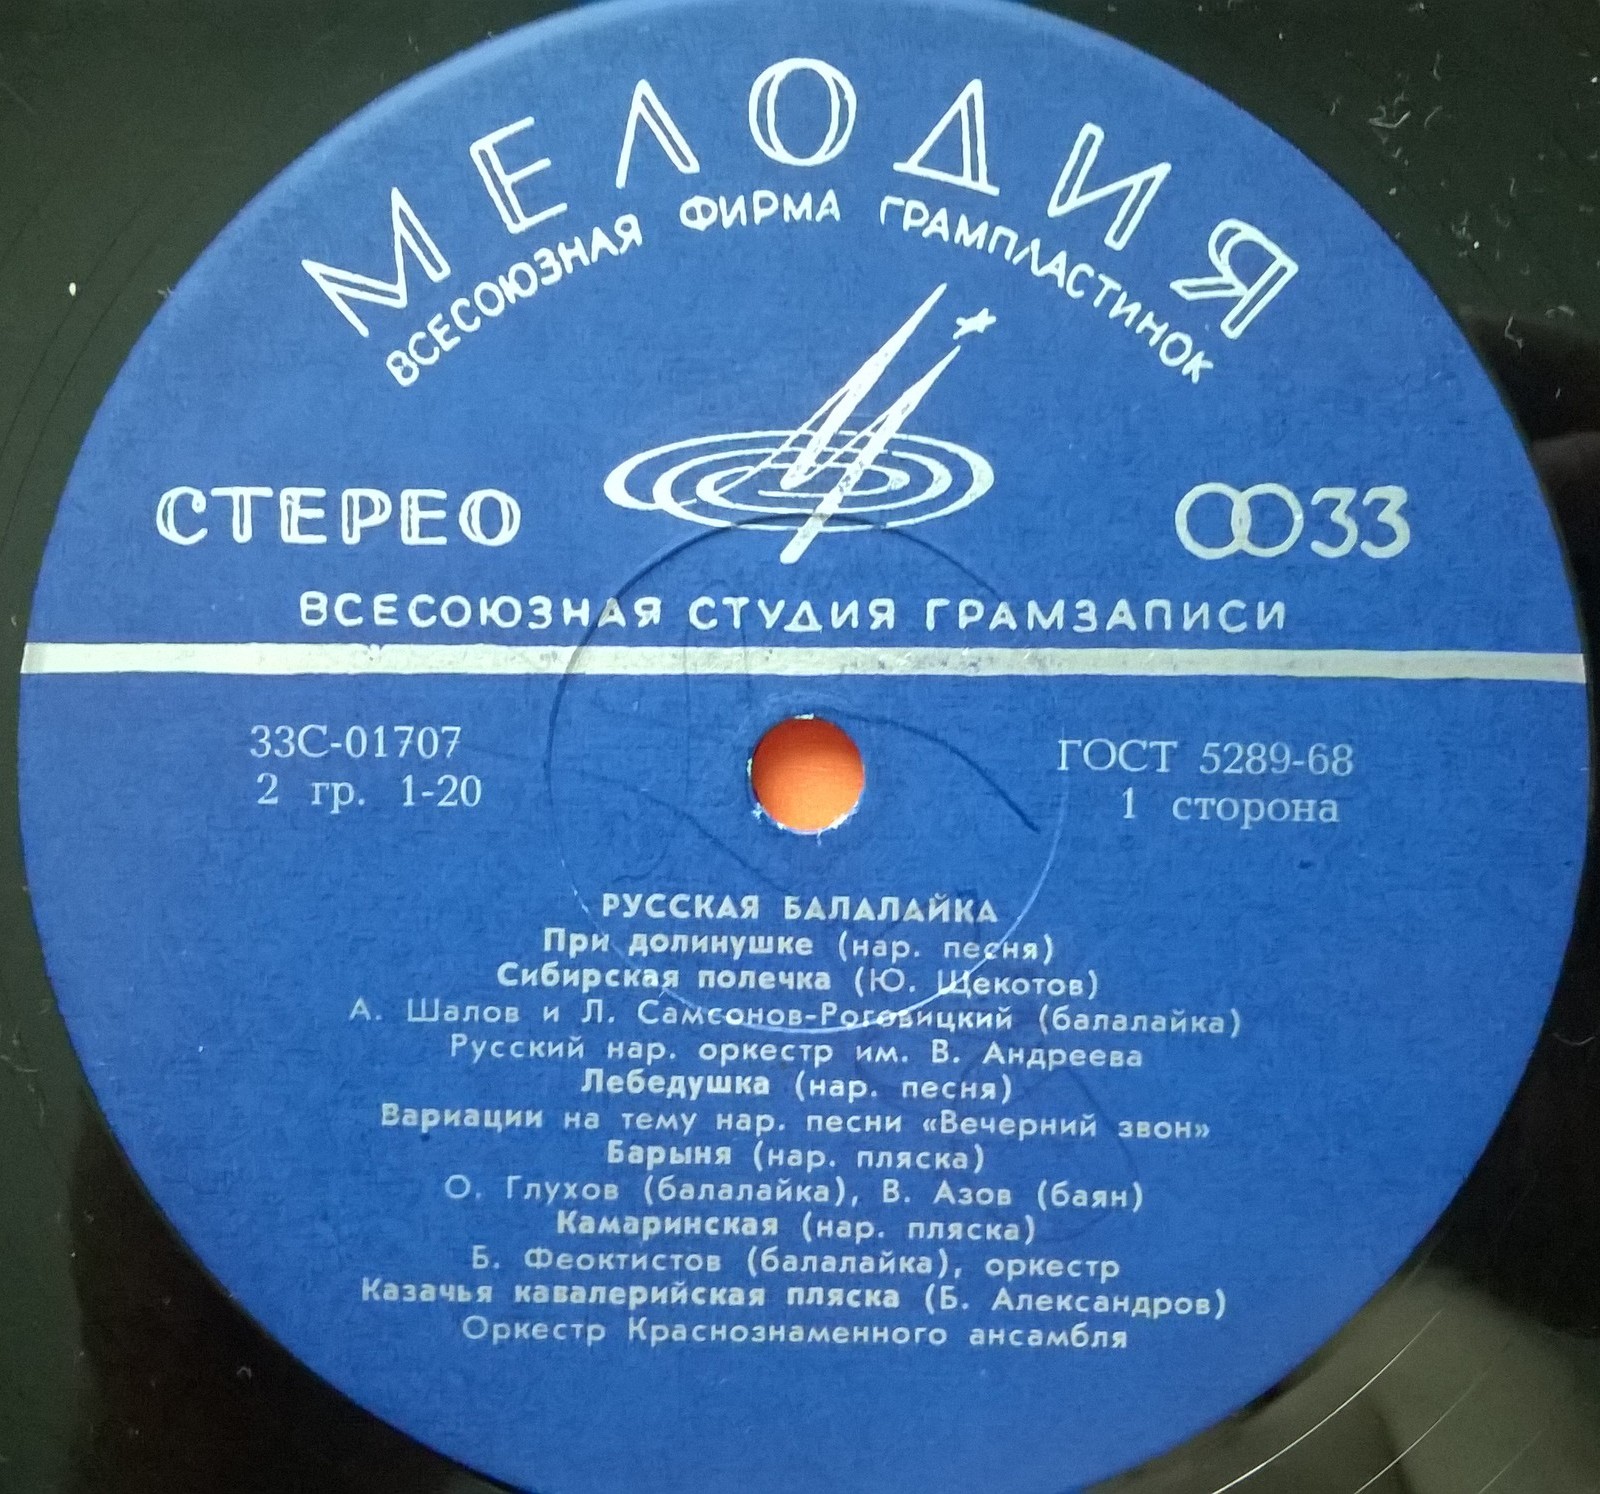 МЕЛОДИЯ
ВСЕСОЮЗНАЯ ФИРМА ГРАМПЛАСТИНОК
СТЕРЕО
33
ВСЕСОЮЗНАЯ СТУДИЯ ГРАМЗАПИСИ
33С-01707
ГОСТ 5289-68
2 гр. 1-20
1 сторона
РУССКАЯ БАЛАЛАЙКА
При долинушке (нар. песня)
Сибирская полечка (Ю. Щекотов)
А. Шалов и Л. Самсонов-Роговицкий (балалайка)
Русский нар. оркестр им. В. Андреева
Лебедушка (нар. песня)
Вариации на тему нар. песни «Вечерний звон»
Барыня (нар. пляска)
О. Глухов (балалайка), В. Азов (баян)
Камаринская (нар. пляска)
Б. Феоктистов (балалайка), оркестр
Казачья кавалерийская пляска (Б. Александров)
Оркестр Краснознаменного ансамбля